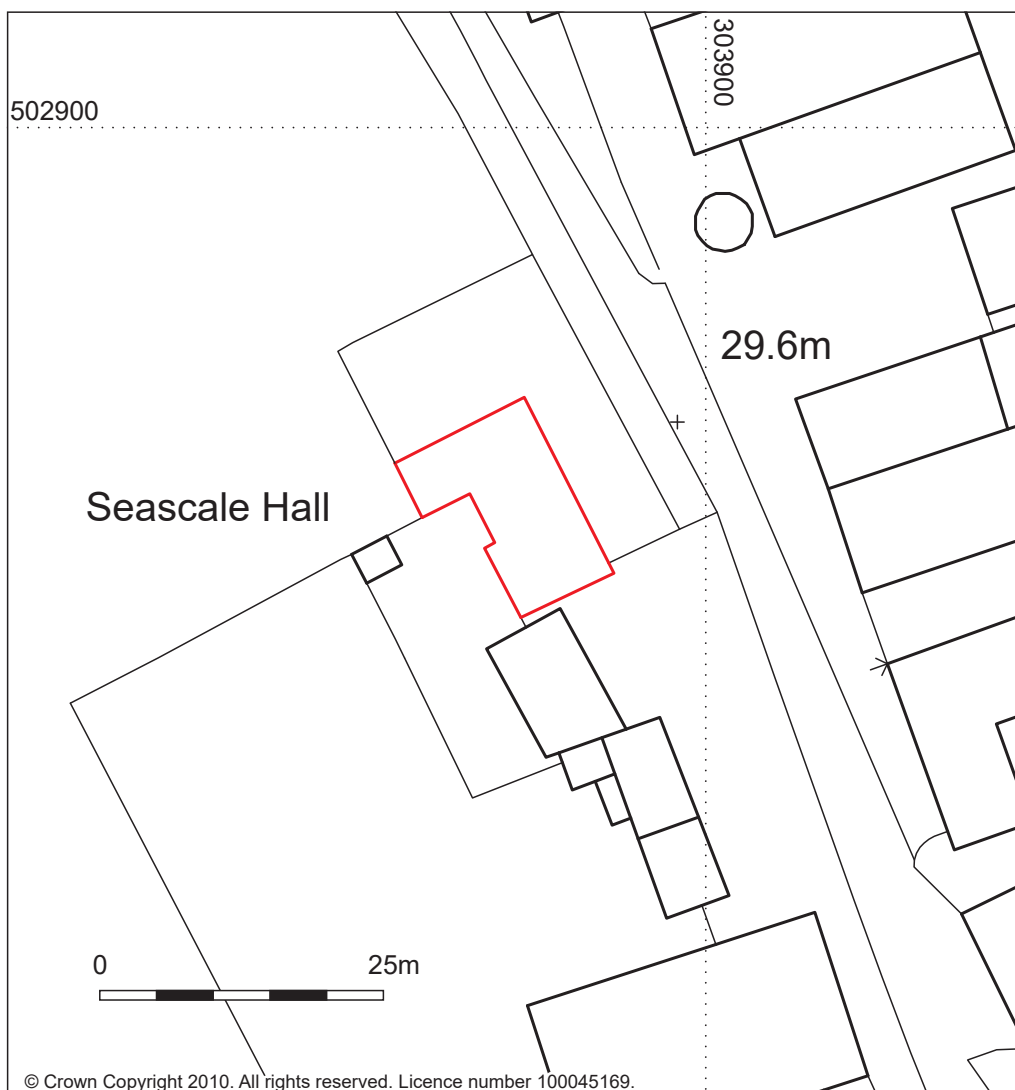 303900
502900
29.6m
Seascale Hall
0 25m
© Crown Copyright 2010. All rights reserved. Licence number 100045169.